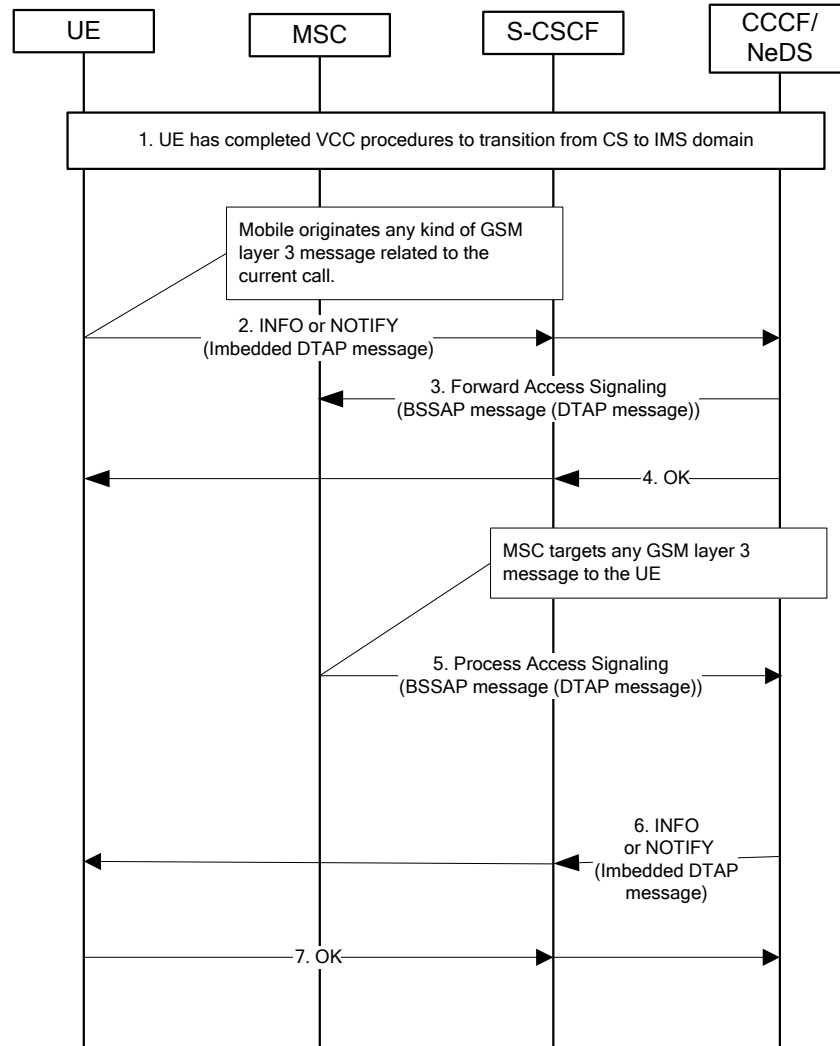 UE
MSC
S-CSCF
CCCF/
NeDS
1. UE has completed VCC procedures to transition from CS to IMS domain
Mobile originates any kind of GSM
layer 3 message related to the
current call.
2. INFO or NOTIFY
(Imbedded DTAP message)
3. Forward Access Signaling
(BSSAP message (DTAP message))
4. OK
MSC targets any GSM layer 3
message to the UE
5. Process Access Signaling
(BSSAP message (DTAP message))
6. INFO
or NOTIFY
(Imbedded DTAP
message)
7. OK